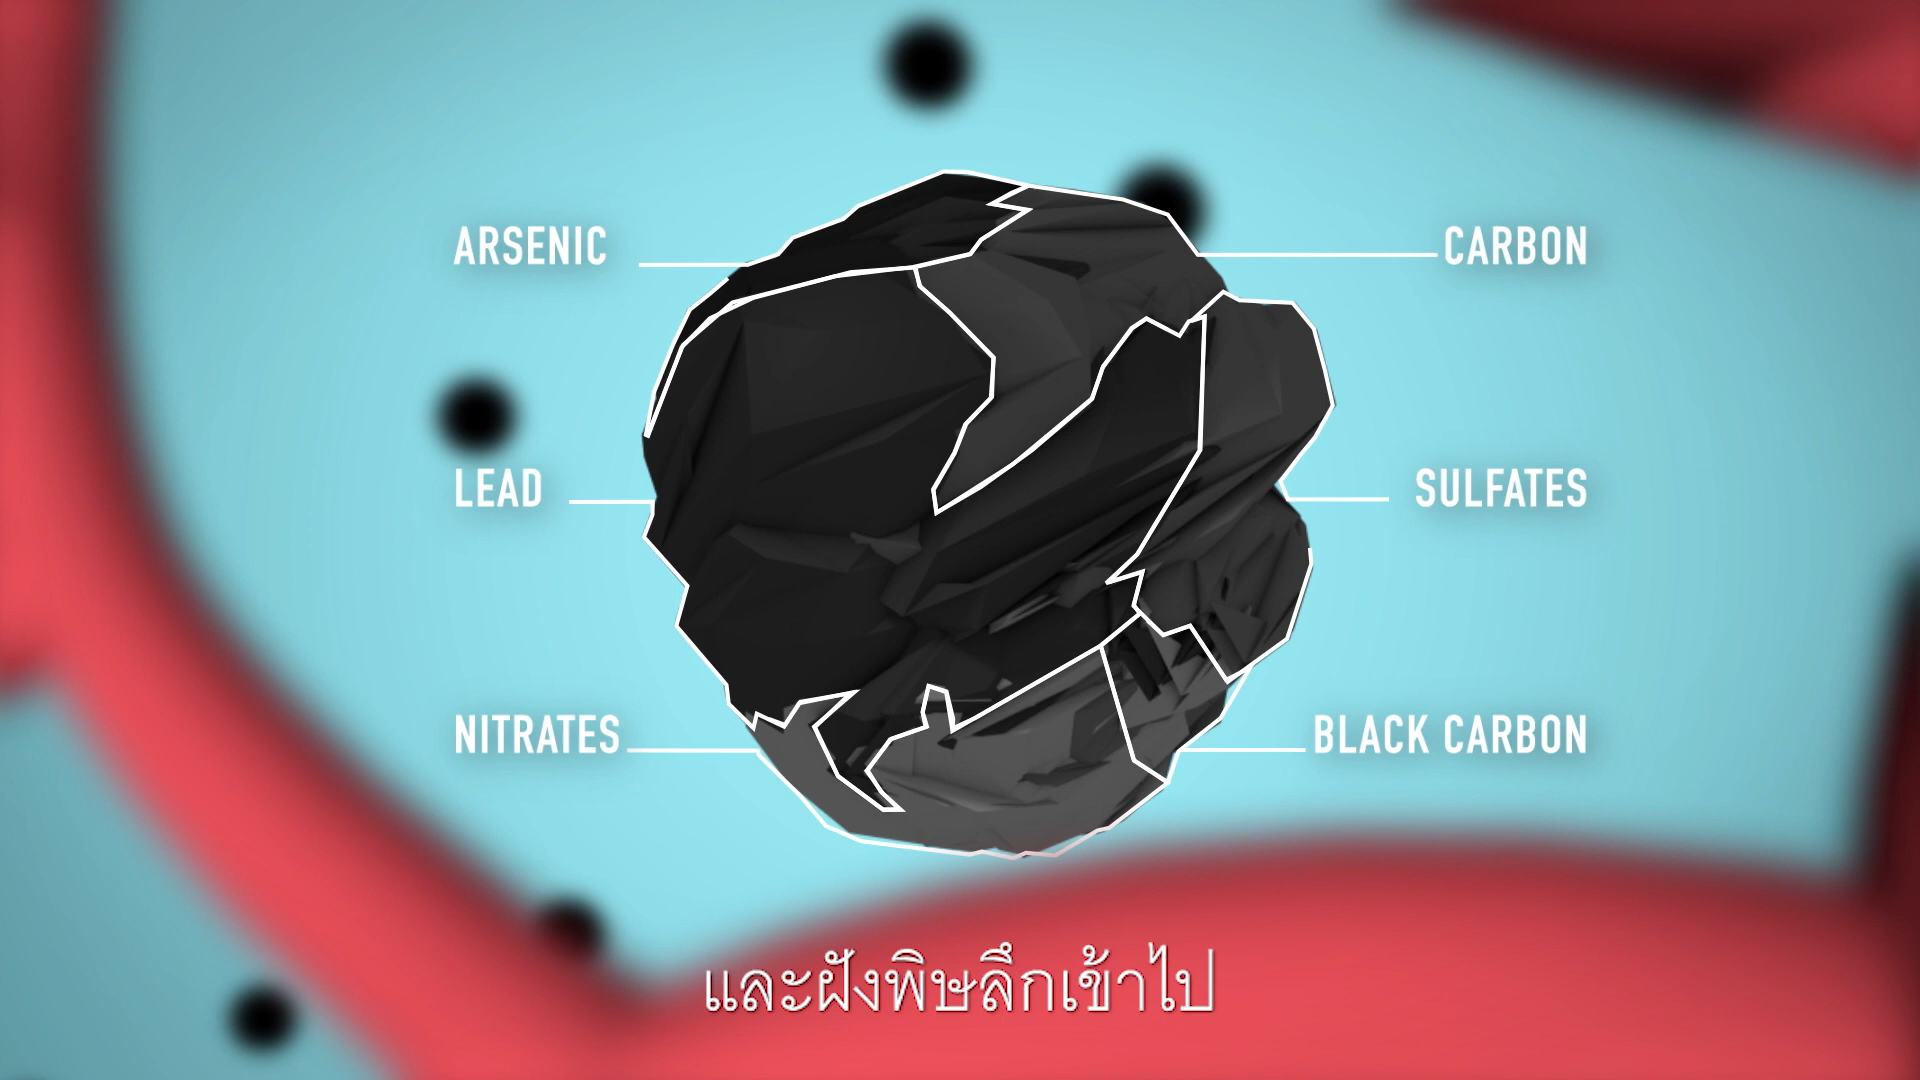 ARSENIC
CARBON
LEAD
SULFATES
NITRATES
BLACK CARBON
และฝังพิษลึกเข้าไป